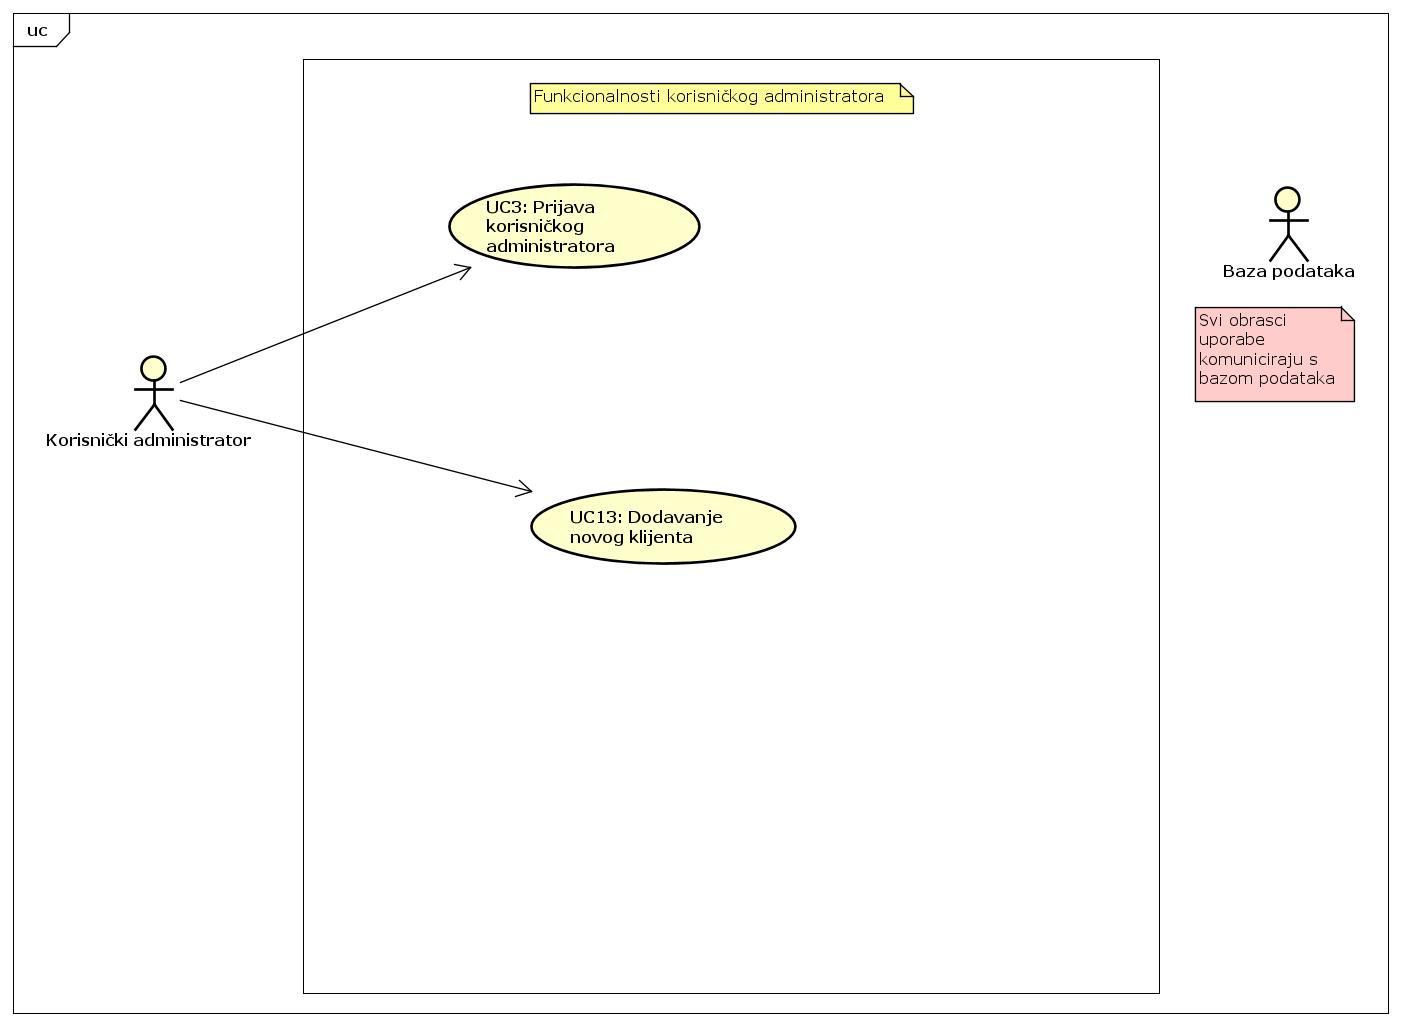 uc
Funkcionalnosti korisničkog administratora
UC3: Prijava
korisničkog
administratora
Baza podataka
Svi obrasci
uporabe
komuniciraju s
bazom podataka
Korisnički administrator
UC13: Dodavanje
novog klijenta